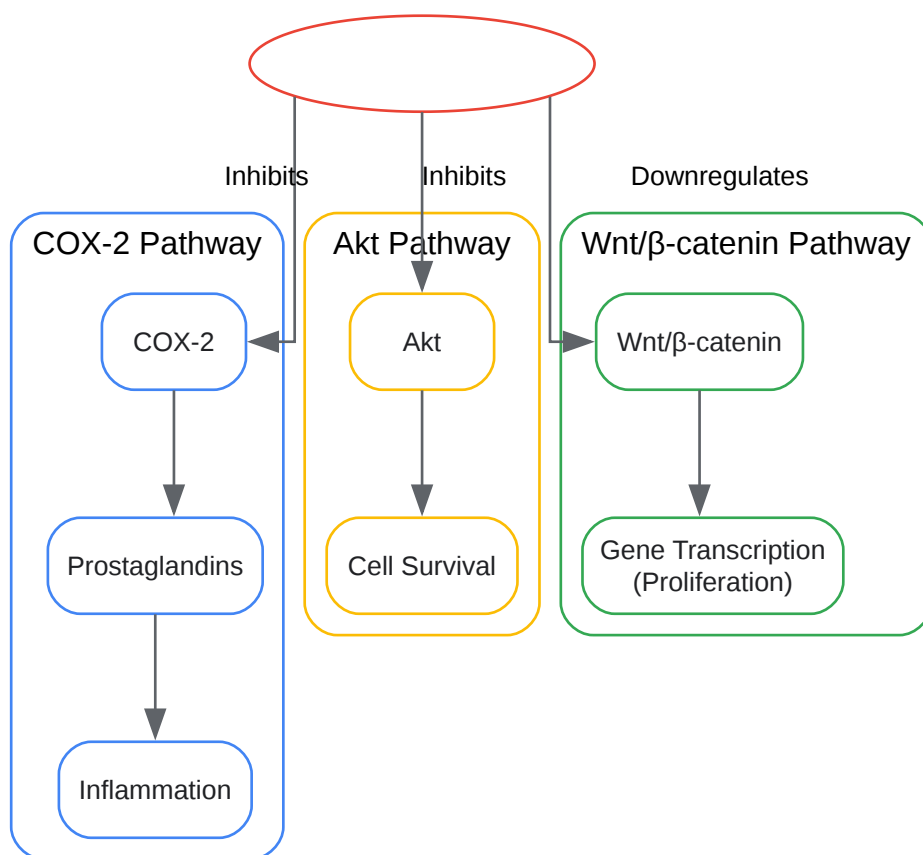 Inhibits
Inhibits
Downregulates
COX-2 Pathway
Akt Pathway
Wnt/β-catenin Pathway
COX-2
Akt
Wnt/β-catenin
Prostaglandins
Cell Survival
Gene Transcription
(Proliferation)
Inflammation